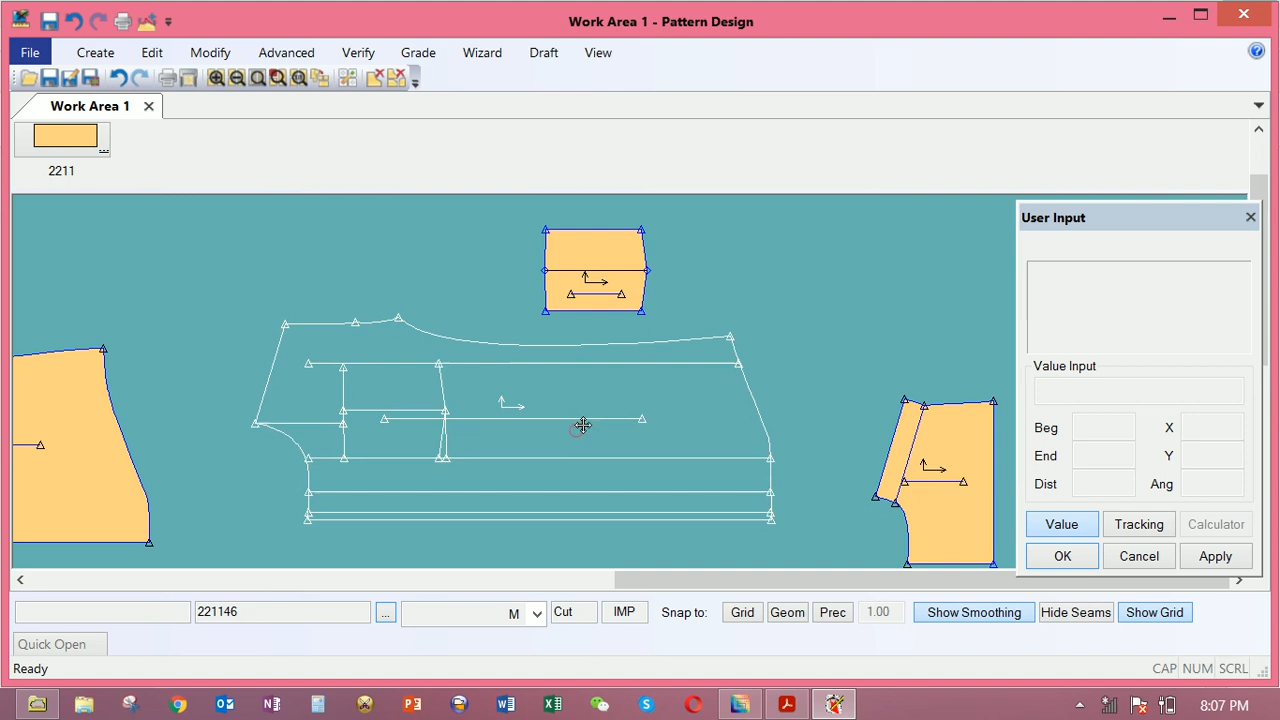 Work Area 1 - Pattern Design
File Create Edit Modify Advanced Verify Grade Wizard Draft View
Work Area 1
...
2211
User Input
Value Input
Beg X
End Y
Dist Ang
Value Tracking Calculator
OK Cancel Apply
221146 ... M Cut IMP Snap to: Grid Geom Prec 1.00 Show Smoothing Hide Seams Show Grid
Quick Open
Ready CAP NUM SCRL
8:07 PM